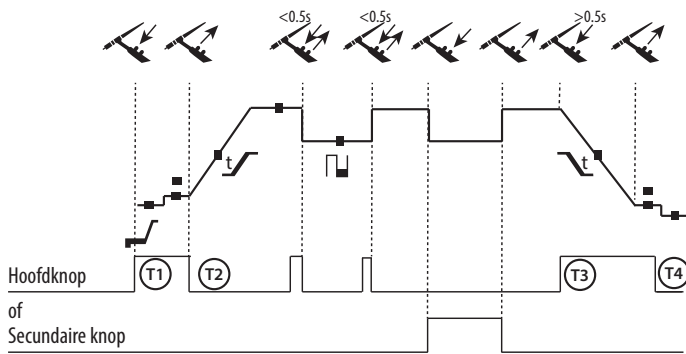 <0.5s <0.5s >0.5s
t t
Hoofdknop T1 T2 T3 T4
of
Secundaire knop